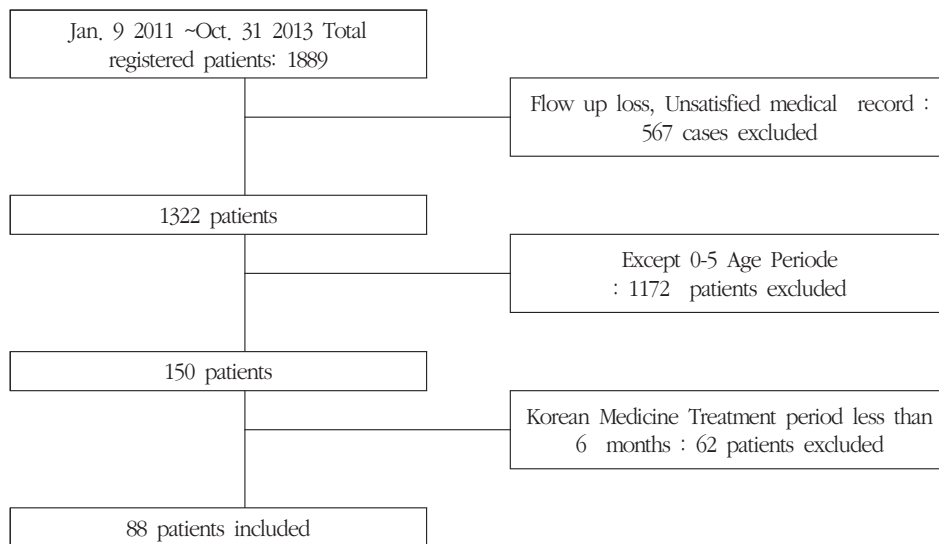 Jan. 9 2011 ~Oct. 31 2013 Total
registered patients: 1889
Flow up loss, Unsatisfied medical record :
567 cases excluded
1322 patients
Except 0-5 Age Periode
: 1172 patients excluded
150 patients
Korean Medicine Treatment period less than
6 months : 62 patients excluded
88 patients included